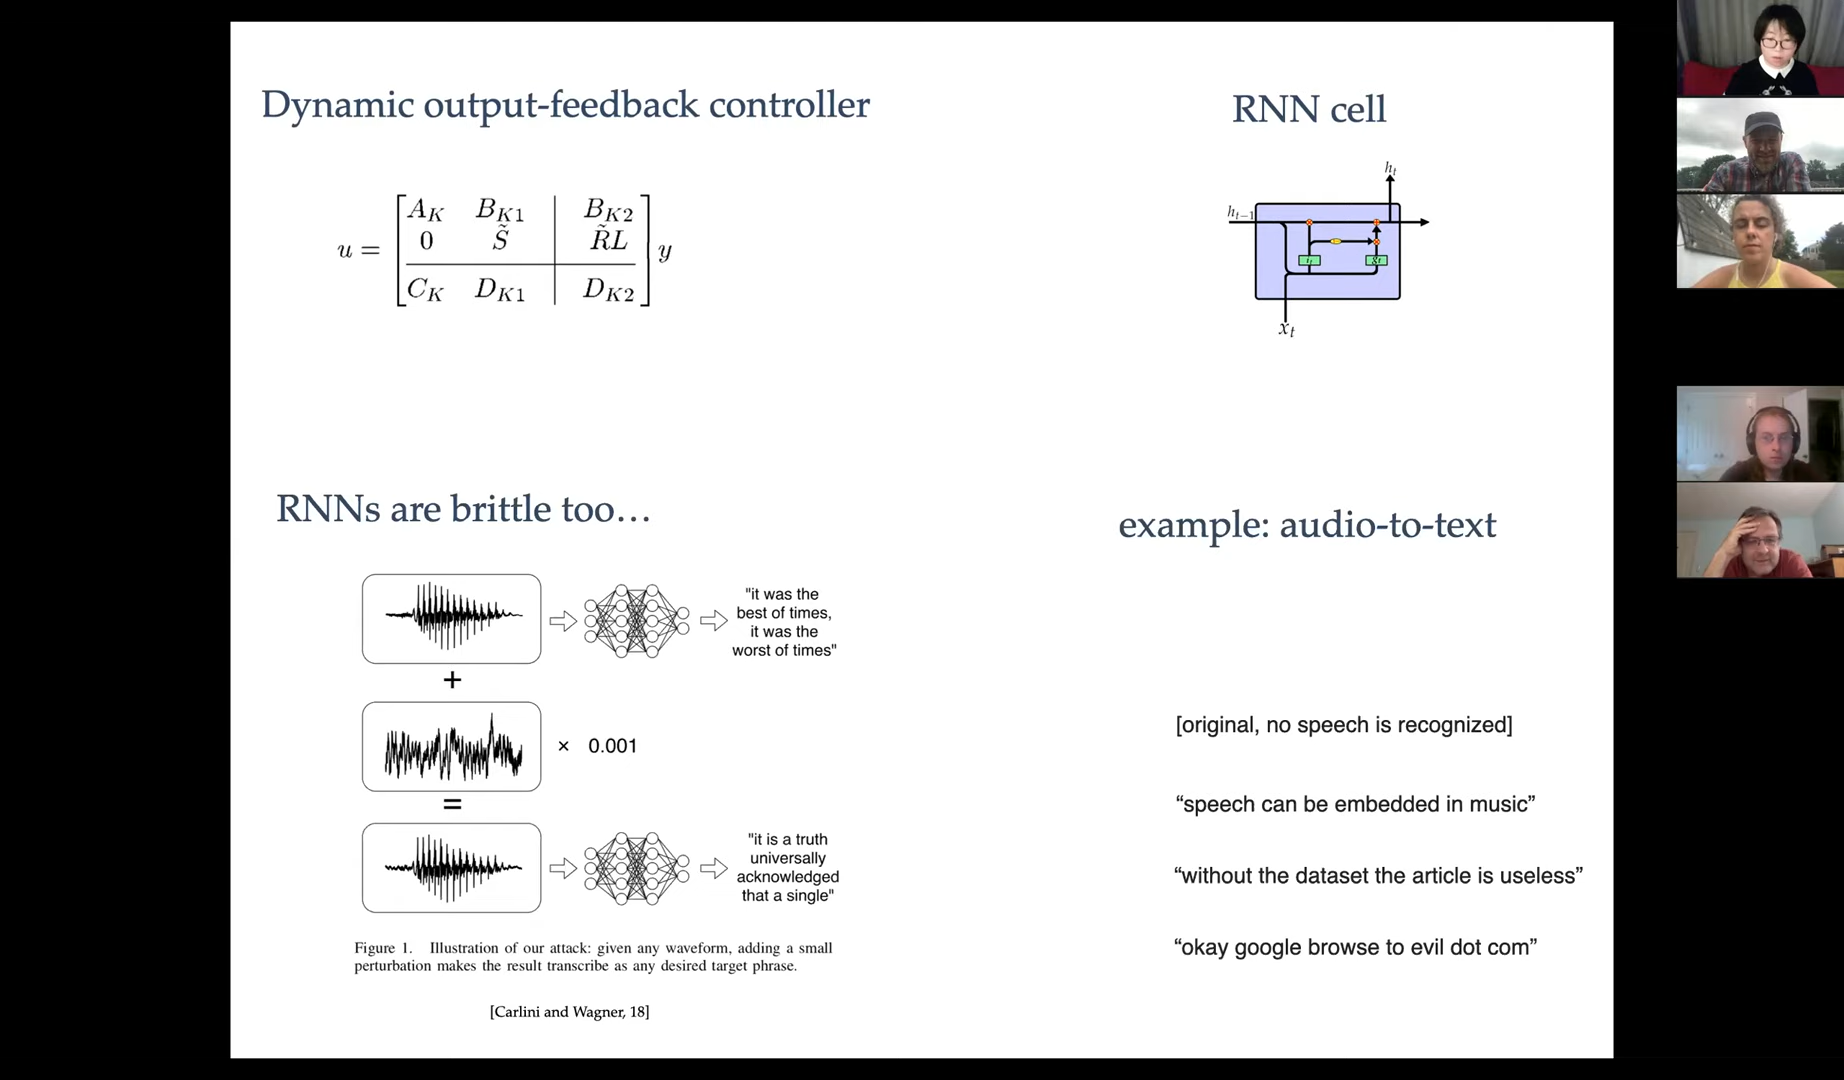 Dynamic output-feedback controller
u = [ A_K B_K1 | B_K2
0 S̃ | R̃L
C_K D_K1 | D_K2 ] y
RNN cell
h_t
h_{t−1}
i_t g_t
x_t
RNNs are brittle too…
"it was the
best of times,
it was the
worst of times"
+
× 0.001
=
"it is a truth
universally
acknowledged
that a single"
Figure 1. Illustration of our attack: given any waveform, adding a small
perturbation makes the result transcribe as any desired target phrase.
[Carlini and Wagner, 18]
example: audio-to-text
[original, no speech is recognized]
“speech can be embedded in music”
“without the dataset the article is useless”
“okay google browse to evil dot com”